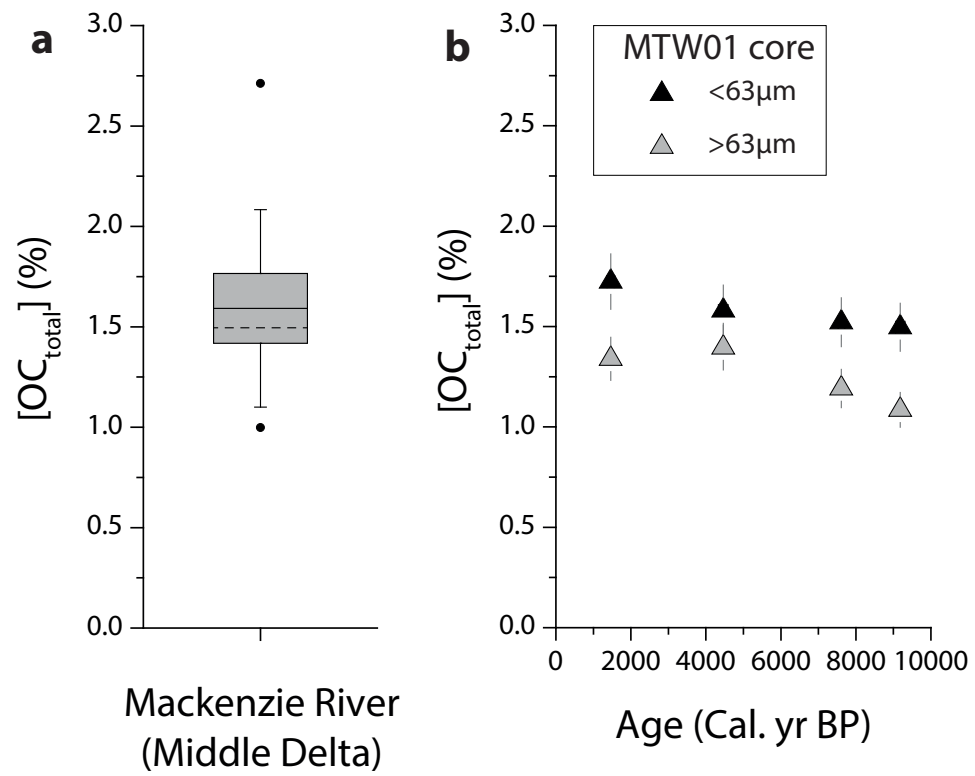 a
3.0
2.5
2.0
1.5
1.0
0.5
0.0
[OCtotal] (%)
Mackenzie River
(Middle Delta)
b
MTW01 core
<63µm
>63µm
3.0
2.5
2.0
1.5
1.0
0.5
0.0
[OCtotal] (%)
0 2000 4000 6000 8000 10000
Age (Cal. yr BP)